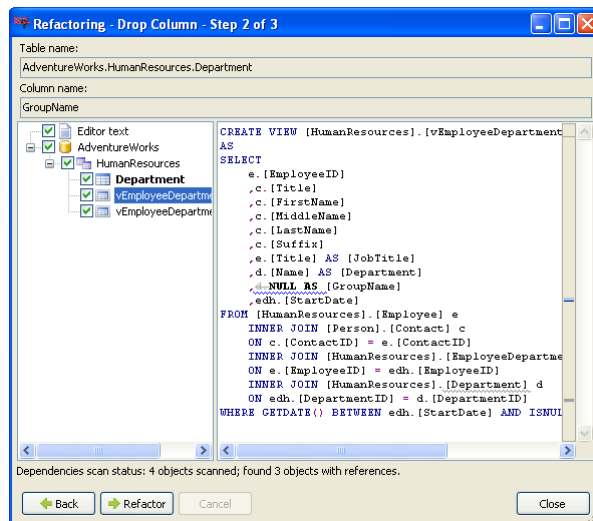 Refactoring - Drop Column - Step 2 of 3
Table name:
AdventureWorks.HumanResources.Department
Column name:
GroupName
Editor text
AdventureWorks
HumanResources
Department
vEmployeeDepartme
vEmployeeDepartme
CREATE VIEW [HumanResources].[vEmployeeDepartment
AS
SELECT
e.[EmployeeID]
,c.[Title]
,c.[FirstName]
,c.[MiddleName]
,c.[LastName]
,c.[Suffix]
,e.[Title] AS [JobTitle]
,d.[Name] AS [Department]
,d.NULL AS [GroupName]
,edh.[StartDate]
FROM [HumanResources].[Employee] e
INNER JOIN [Person].[Contact] c
ON c.[ContactID] = e.[ContactID]
INNER JOIN [HumanResources].[EmployeeDepartme
ON e.[EmployeeID] = edh.[EmployeeID]
INNER JOIN [HumanResources].[Department] d
ON edh.[DepartmentID] = d.[DepartmentID]
WHERE GETDATE() BETWEEN edh.[StartDate] AND ISNUL
Dependencies scan status: 4 objects scanned; found 3 objects with references.
Back
Refactor
Cancel
Close